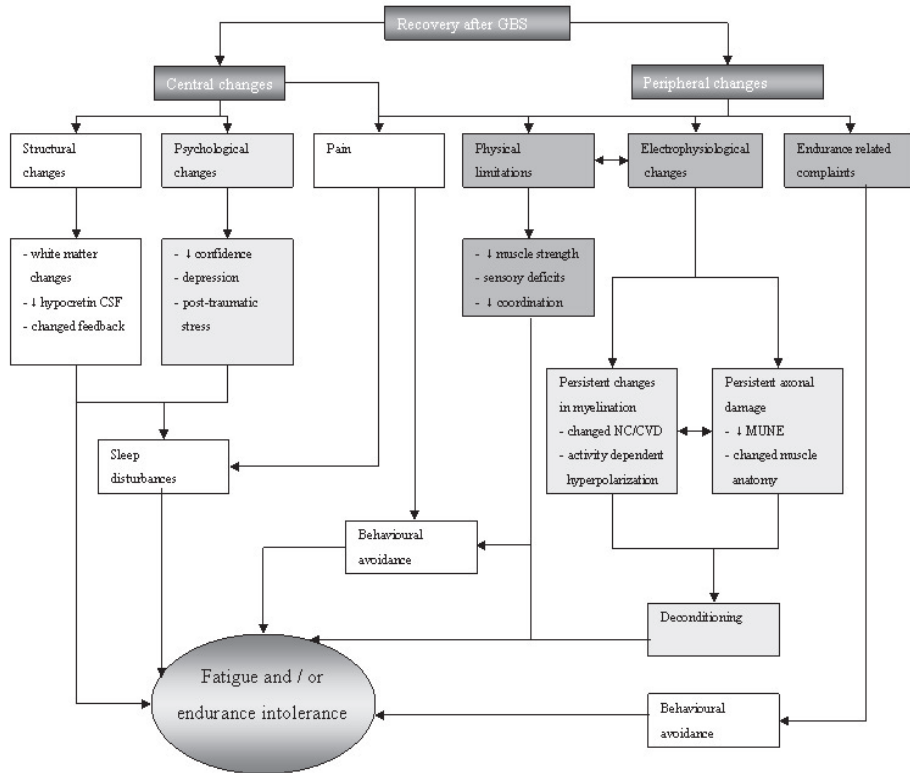 Recovery after GBS
Central changes
Peripheral changes
Structural
changes
Psychological
changes
Pain
Physical
limitations
Electrophysiological
changes
Endurance related
complaints
- white matter
changes
- ↓ hypocretin CSF
- changed feedback
- ↓ confidence
- depression
- post-traumatic
stress
- ↓ muscle strength
- sensory deficits
- ↓ coordination
Persistent changes
in myelination
- changed NC/CVD
- activity dependent
hyperpolarization
Persistent axonal
damage
- ↓ MUNE
- changed muscle
anatomy
Sleep
disturbances
Behavioural
avoidance
Deconditioning
Fatigue and / or
endurance intolerance
Behavioural
avoidance